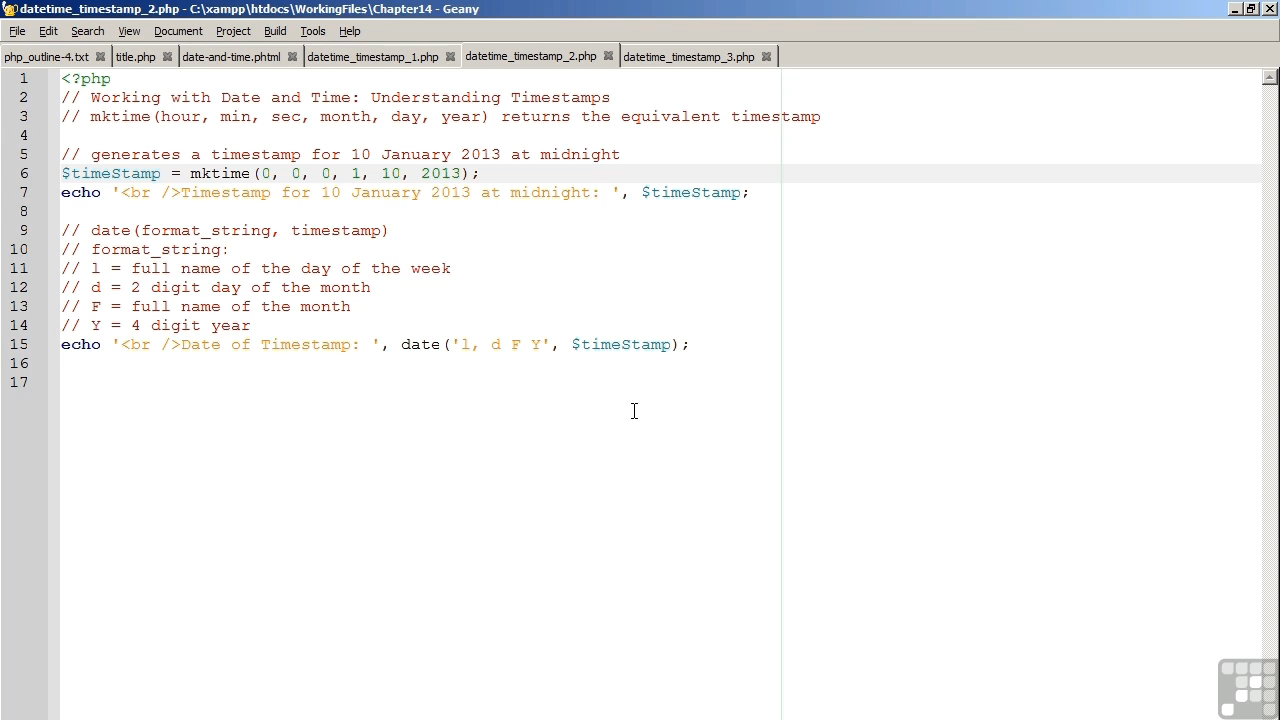 datetime_timestamp_2.php - C:\xampp\htdocs\WorkingFiles\Chapter14 - Geany
File Edit Search View Document Project Build Tools Help
php_outline-4.txt title.php date-and-time.phtml datetime_timestamp_1.php datetime_timestamp_2.php datetime_timestamp_3.php
1 <?php
2 // Working with Date and Time: Understanding Timestamps
3 // mktime(hour, min, sec, month, day, year) returns the equivalent timestamp
4
5 // generates a timestamp for 10 January 2013 at midnight
6 $timeStamp = mktime(0, 0, 0, 1, 10, 2013);
7 echo '<br />Timestamp for 10 January 2013 at midnight: ', $timeStamp;
8
9 // date(format_string, timestamp)
10 // format_string:
11 // l = full name of the day of the week
12 // d = 2 digit day of the month
13 // F = full name of the month
14 // Y = 4 digit year
15 echo '<br />Date of Timestamp: ', date('l, d F Y', $timeStamp);
16
17